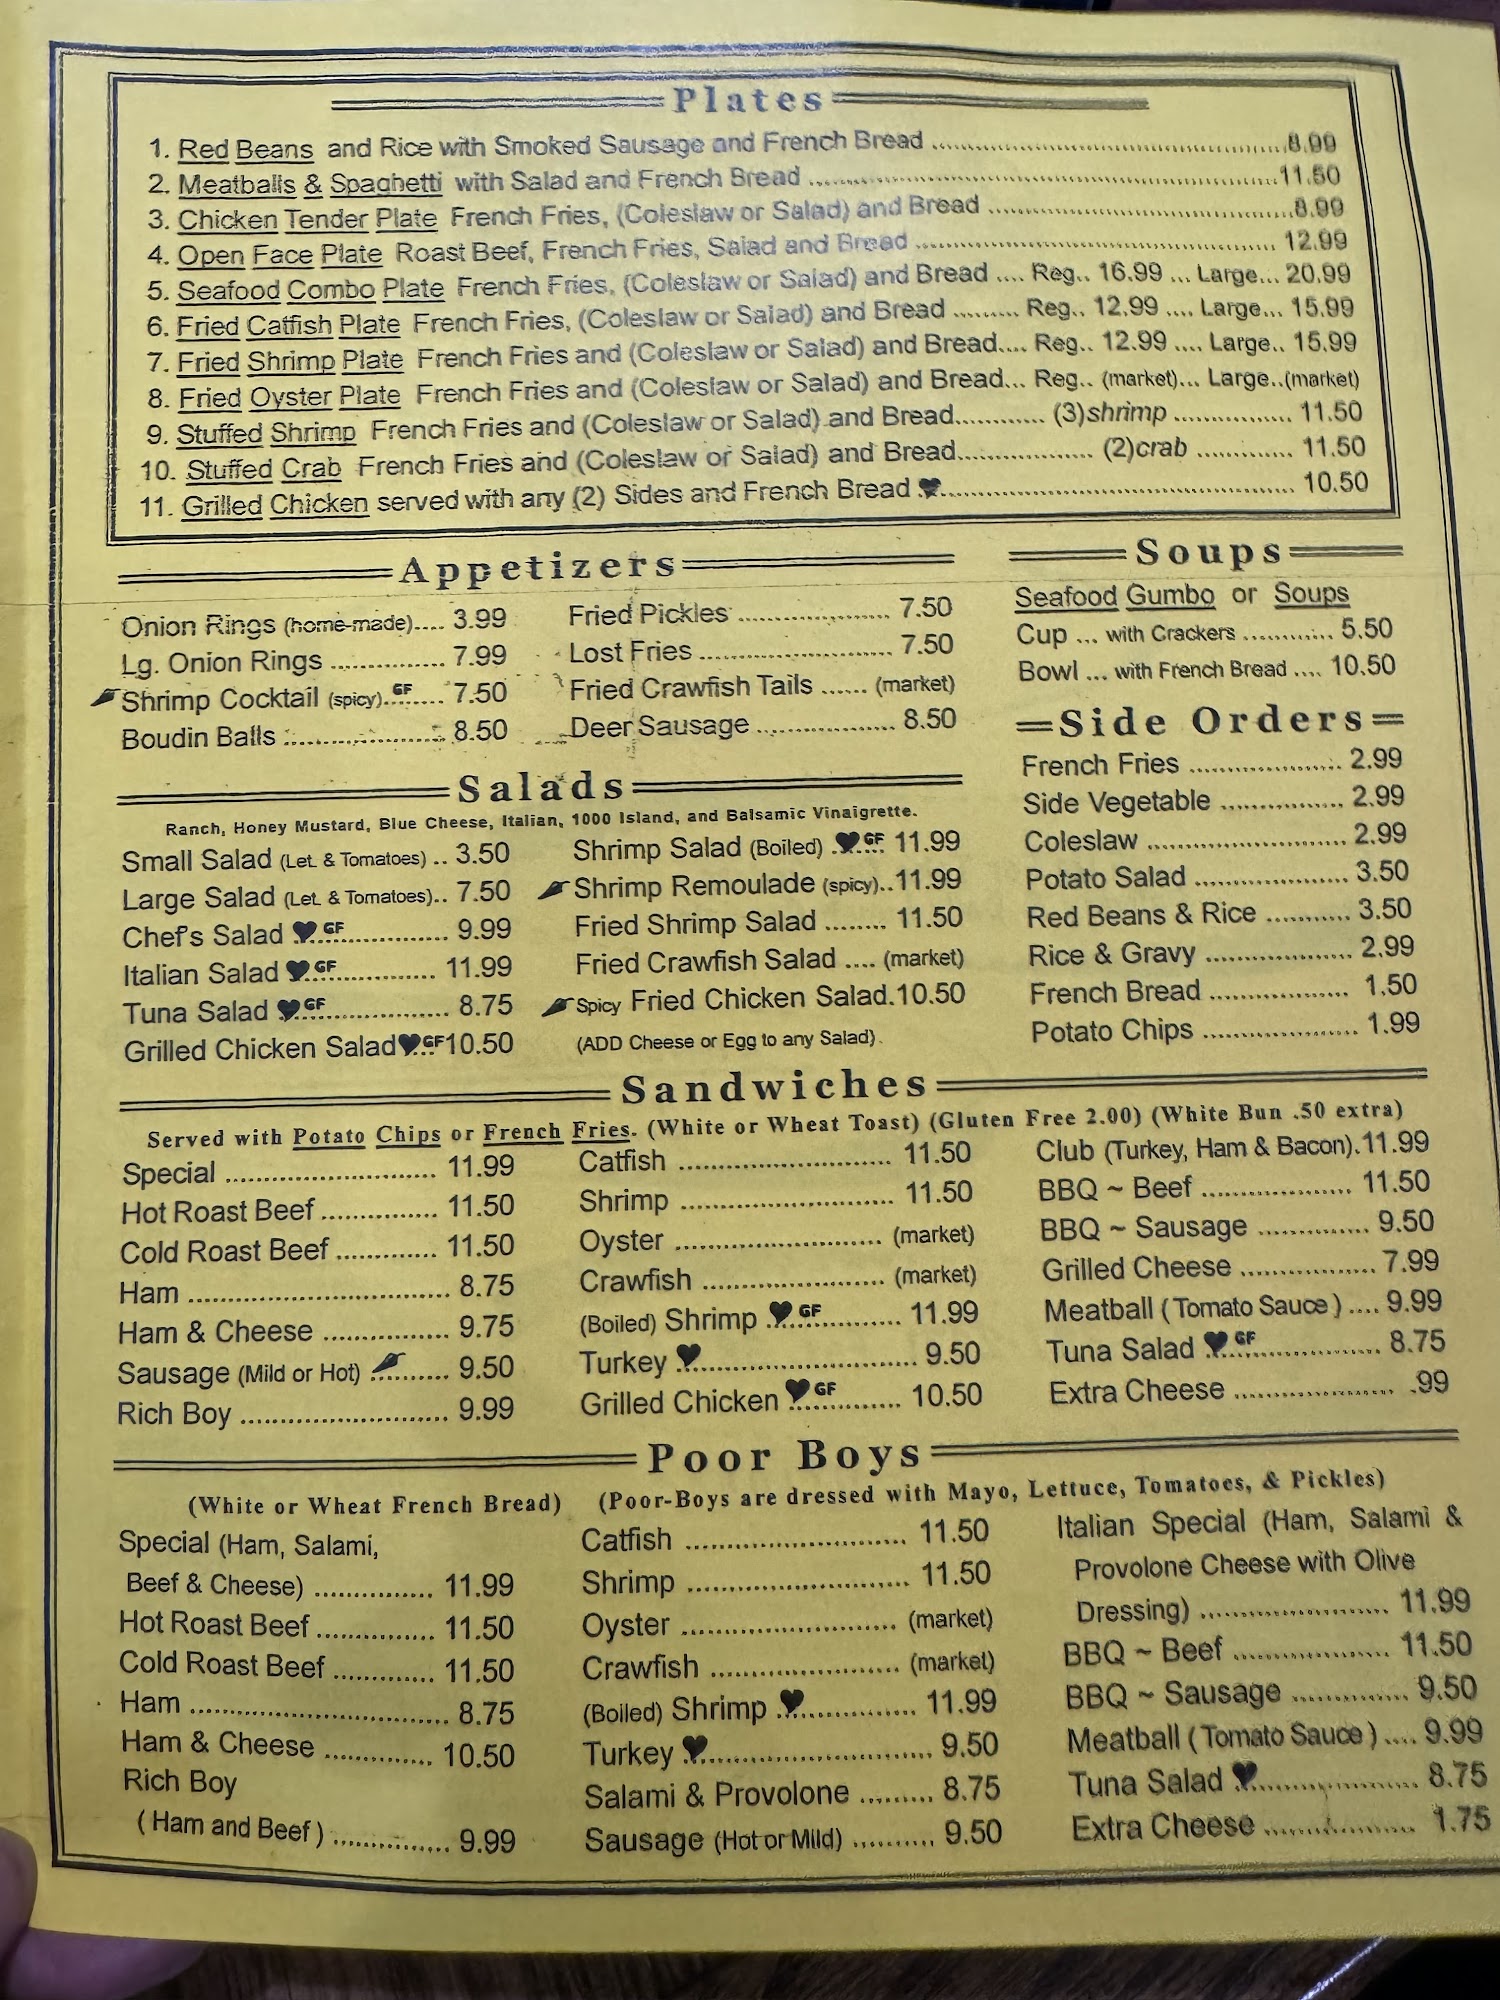 Plates
1. Red Beans and Rice with Smoked Sausage and French Bread ........ 8.99
2. Meatballs & Spaghetti with Salad and French Bread ........ 11.50
3. Chicken Tender Plate French Fries, (Coleslaw or Salad) and Bread ........ 8.99
4. Open Face Plate Roast Beef, French Fries, Salad and Bread ........ 12.99
5. Seafood Combo Plate French Fries, (Coleslaw or Salad) and Bread .... Reg.. 16.99 ... Large... 20.99
6. Fried Catfish Plate French Fries, (Coleslaw or Salad) and Bread ......... Reg.. 12.99 .... Large... 15.99
7. Fried Shrimp Plate French Fries and (Coleslaw or Salad) and Bread.... Reg.. 12.99 .... Large.. 15.99
8. Fried Oyster Plate French Fries and (Coleslaw or Salad) and Bread... Reg.. (market)... Large..(market)
9. Stuffed Shrimp French Fries and (Coleslaw or Salad) and Bread............ (3)shrimp ............... 11.50
10. Stuffed Crab French Fries and (Coleslaw or Salad) and Bread.................. (2)crab ............. 11.50
11. Grilled Chicken served with any (2) Sides and French Bread ♥........ 10.50
Appetizers
Onion Rings (home-made).... 3.99
Lg. Onion Rings ............... 7.99
Shrimp Cocktail (spicy).GF...... 7.50
Boudin Balls ..................... 8.50
Fried Pickles .................... 7.50
Lost Fries ......................... 7.50
Fried Crawfish Tails ...... (market)
Deer Sausage .................. 8.50
Soups
Seafood Gumbo or Soups
Cup ... with Crackers ............ 5.50
Bowl ... with French Bread .... 10.50
Side Orders
French Fries .................... 2.99
Side Vegetable ................ 2.99
Coleslaw .......................... 2.99
Potato Salad .................... 3.50
Red Beans & Rice ........... 3.50
Rice & Gravy ................... 2.99
French Bread .................. 1.50
Potato Chips .................... 1.99
Salads
Ranch, Honey Mustard, Blue Cheese, Italian, 1000 Island, and Balsamic Vinaigrette.
Small Salad (Let. & Tomatoes) .. 3.50
Large Salad (Let. & Tomatoes).. 7.50
Chef's Salad ♥ GF.............. 9.99
Italian Salad ♥ GF............. 11.99
Tuna Salad ♥ GF................ 8.75
Grilled Chicken Salad♥GF10.50
Shrimp Salad (Boiled) ♥ GF 11.99
Shrimp Remoulade (spicy)..11.99
Fried Shrimp Salad ........ 11.50
Fried Crawfish Salad .... (market)
Spicy Fried Chicken Salad.10.50
(ADD Cheese or Egg to any Salad).
Sandwiches
Served with Potato Chips or French Fries. (White or Wheat Toast) (Gluten Free 2.00) (White Bun .50 extra)
Special ........................... 11.99
Hot Roast Beef ............... 11.50
Cold Roast Beef ............. 11.50
Ham .................................. 8.75
Ham & Cheese ................ 9.75
Sausage (Mild or Hot) .......... 9.50
Rich Boy ........................... 9.99
Catfish ............................ 11.50
Shrimp ............................. 11.50
Oyster ........................... (market)
Crawfish ........................ (market)
(Boiled) Shrimp ♥ GF.......... 11.99
Turkey ♥............................ 9.50
Grilled Chicken ♥ GF......... 10.50
Club (Turkey, Ham & Bacon).11.99
BBQ ~ Beef .................... 11.50
BBQ ~ Sausage .............. 9.50
Grilled Cheese .................. 7.99
Meatball ( Tomato Sauce ) .... 9.99
Tuna Salad ♥ GF................ 8.75
Extra Cheese ..................... .99
Poor Boys
(White or Wheat French Bread) (Poor-Boys are dressed with Mayo, Lettuce, Tomatoes, & Pickles)
Special (Ham, Salami,
Beef & Cheese) ............... 11.99
Hot Roast Beef ............... 11.50
Cold Roast Beef ............. 11.50
Ham .................................. 8.75
Ham & Cheese .............. 10.50
Rich Boy
( Ham and Beef ) ............... 9.99
Catfish ............................ 11.50
Shrimp ............................. 11.50
Oyster ............................ (market)
Crawfish ........................ (market)
(Boiled) Shrimp ♥.................. 11.99
Turkey ♥............................. 9.50
Salami & Provolone ......... 8.75
Sausage (Hot or Mild) .......... 9.50
Italian Special (Ham, Salami &
Provolone Cheese with Olive
Dressing) ........................ 11.99
BBQ ~ Beef .................... 11.50
BBQ ~ Sausage .............. 9.50
Meatball ( Tomato Sauce ) .... 9.99
Tuna Salad ♥..................... 8.75
Extra Cheese ................... 1.75